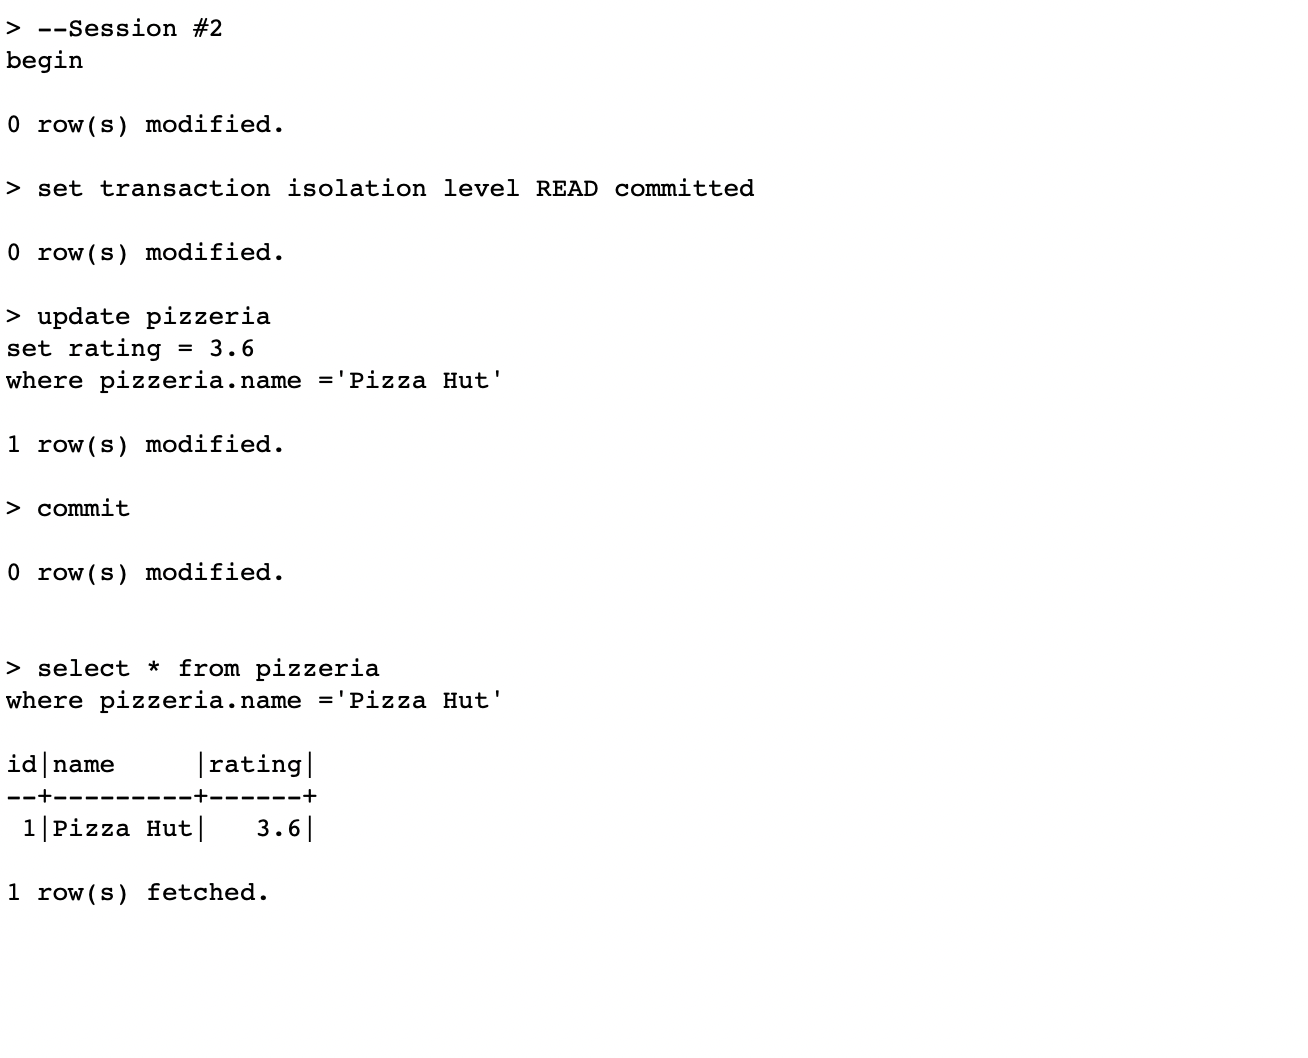 > --Session #2
begin
0 row(s) modified.
> set transaction isolation level READ committed
0 row(s) modified.
> update pizzeria
set rating = 3.6
where pizzeria.name ='Pizza Hut'
1 row(s) modified.
> commit
0 row(s) modified.
> select * from pizzeria
where pizzeria.name ='Pizza Hut'
id|name     |rating|
--+---------+------+
 1|Pizza Hut|   3.6|
1 row(s) fetched.